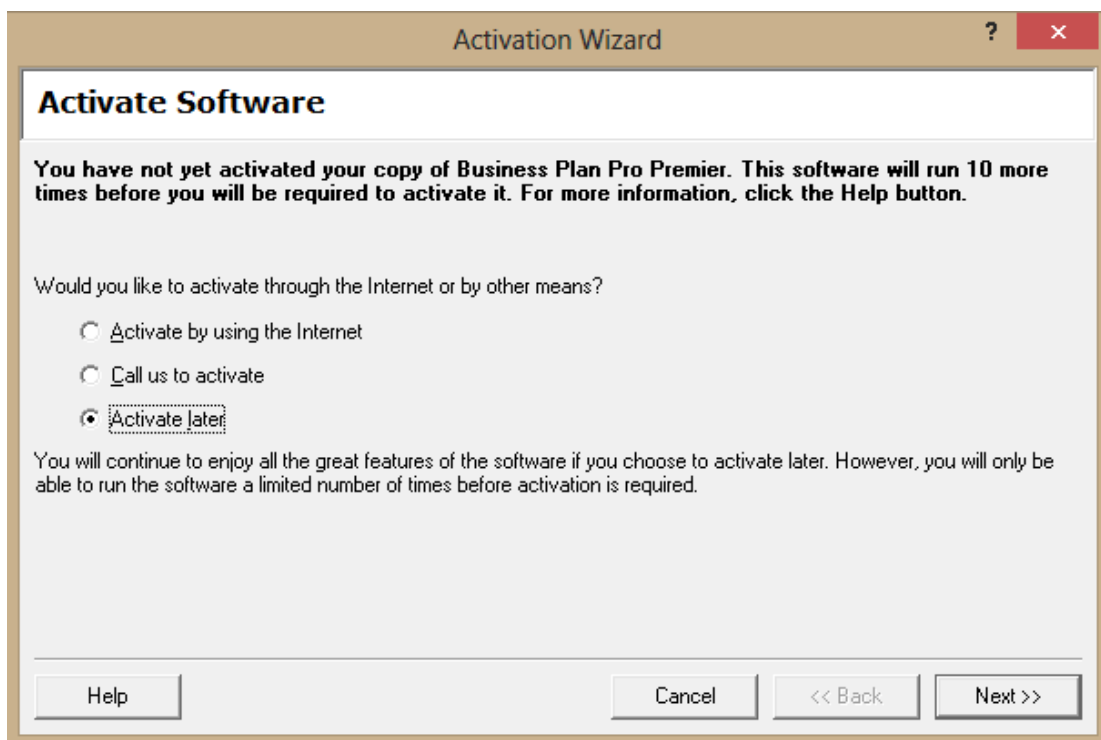 Activation Wizard
?
Activate Software
You have not yet activated your copy of Business Plan Pro Premier. This software will run 10 more
times before you will be required to activate it. For more information, click the Help button.
Would you like to activate through the Internet or by other means?
Activate by using the Internet
Call us to activate
Activate later
You will continue to enjoy all the great features of the software if you choose to activate later. However, you will only be
able to run the software a limited number of times before activation is required.
Help Cancel << Back Next >>